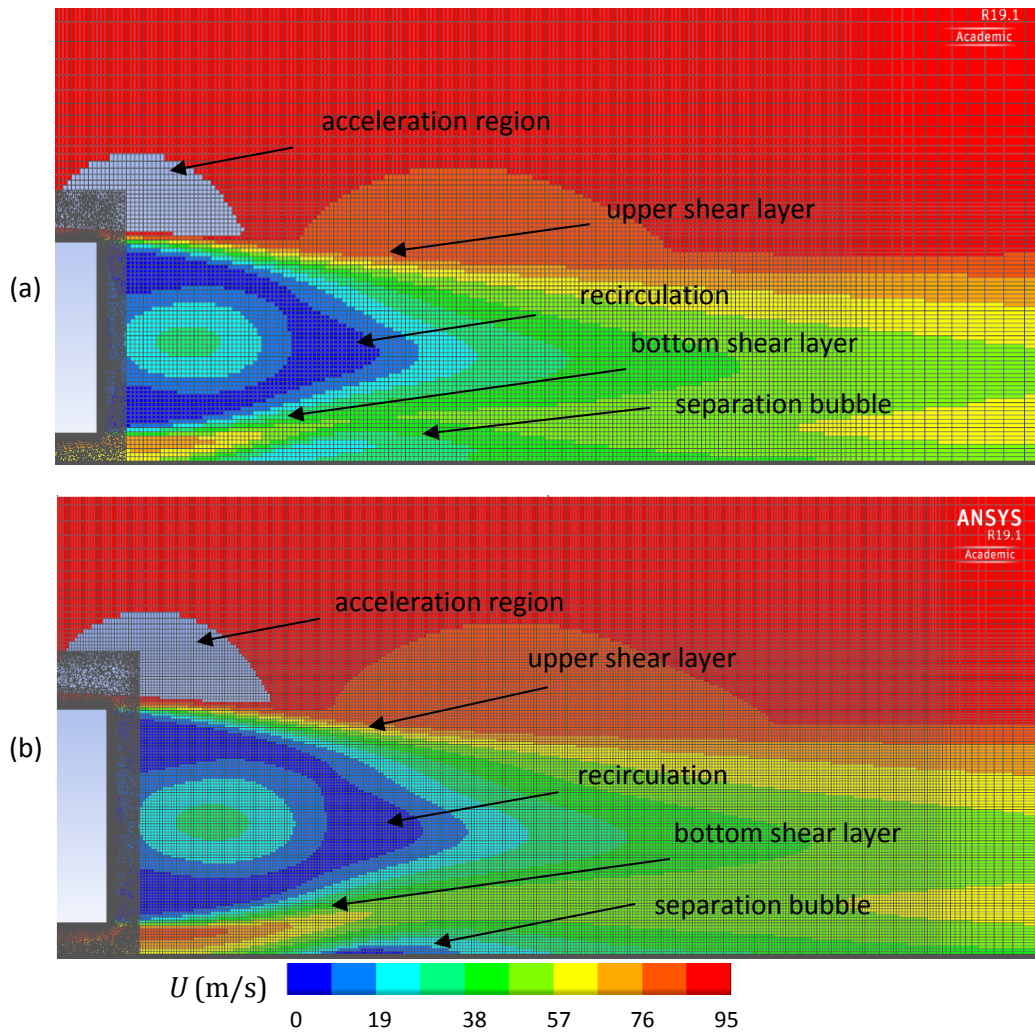 R19.1
Academic
acceleration region
upper shear layer
(a)
recirculation
bottom shear layer
separation bubble
ANSYS
R19.1
Academic
acceleration region
upper shear layer
(b)
recirculation
bottom shear layer
separation bubble
U (m/s)
0 19 38 57 76 95